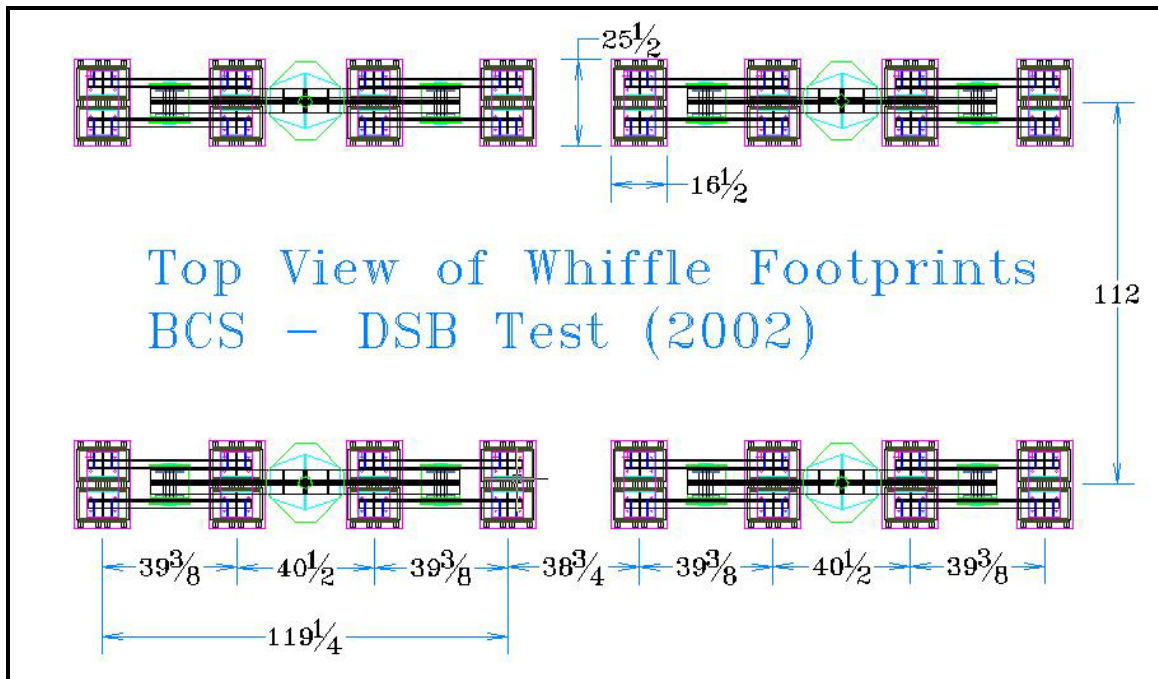 25½
16½
Top View of Whiffle Footprints
BCS - DSB Test (2002)
112
39⅜ 40½ 39⅜ 38¾ 39⅜ 40½ 39⅜
119¼